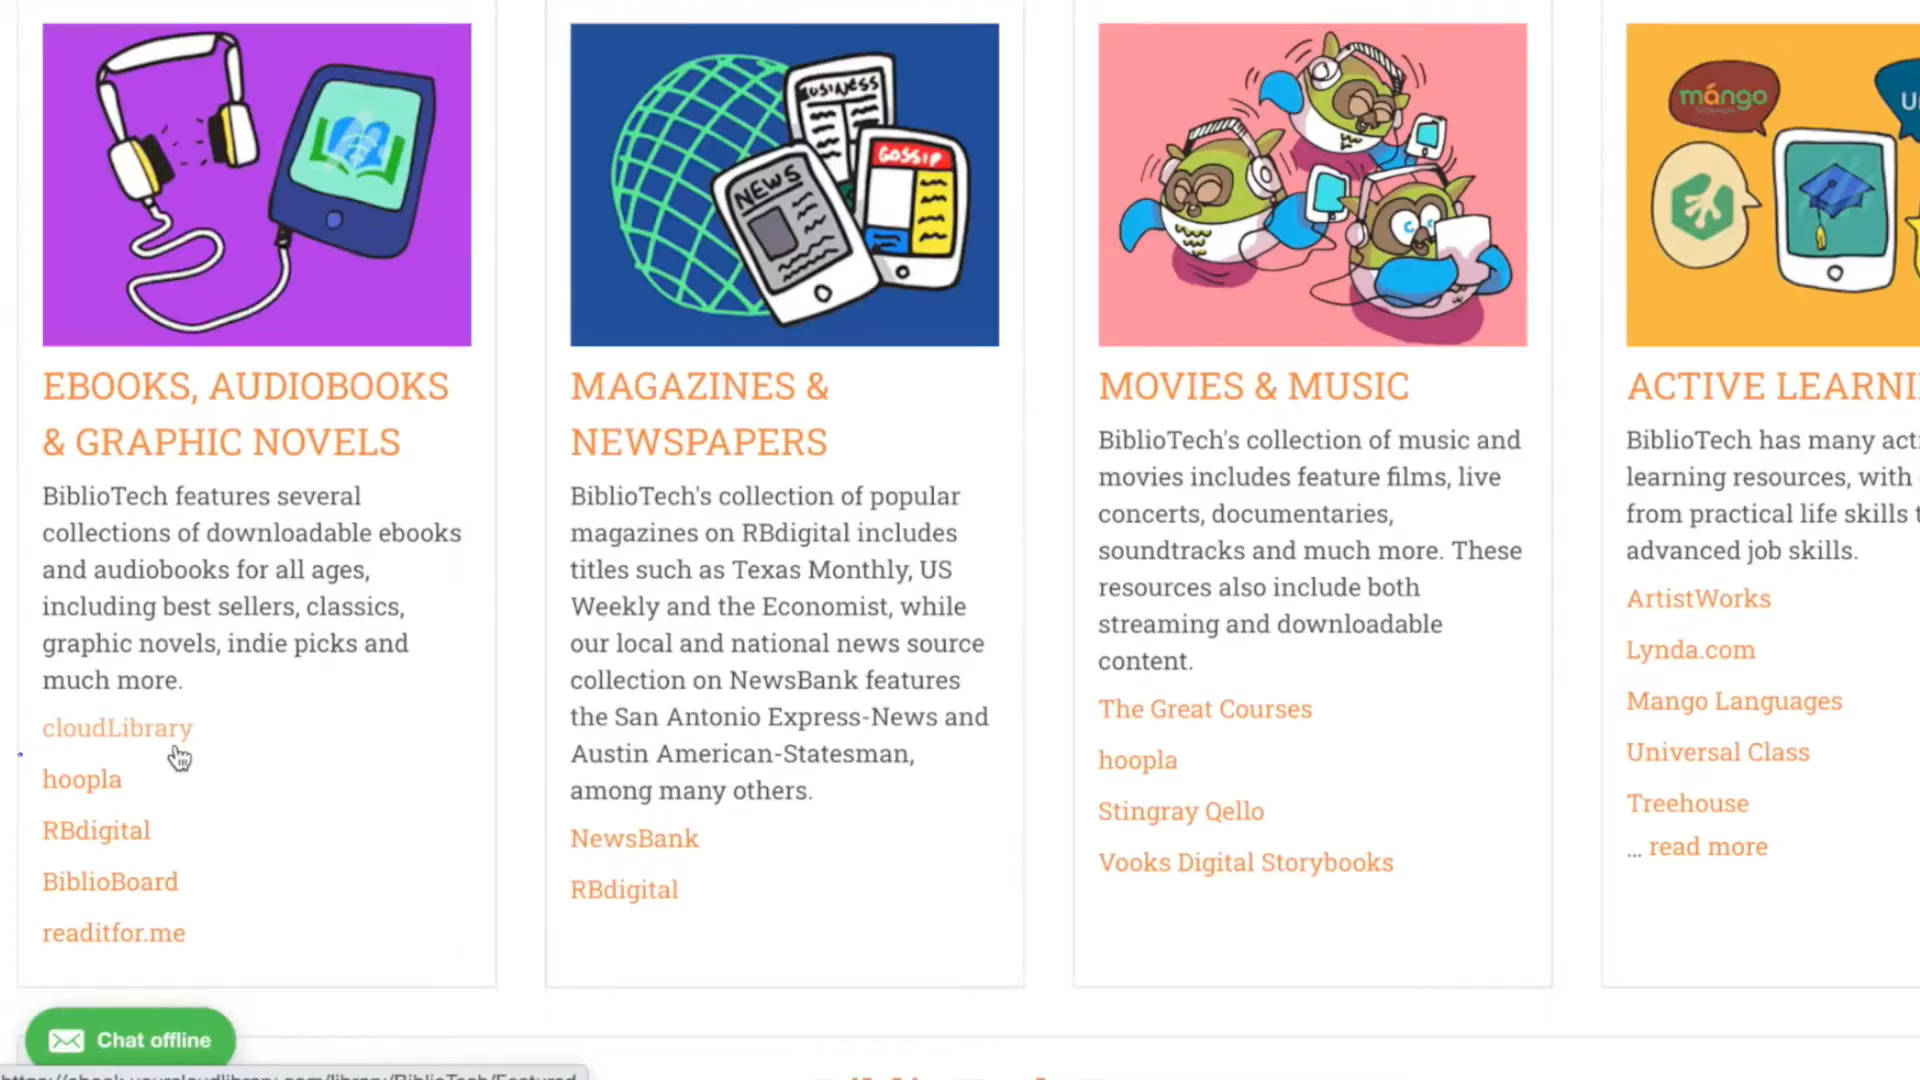 BUSINESS
NEWS
GOSSIP
mángo
EBOOKS, AUDIOBOOKS
& GRAPHIC NOVELS
BiblioTech features several
collections of downloadable ebooks
and audiobooks for all ages,
including best sellers, classics,
graphic novels, indie picks and
much more.
cloudLibrary
hoopla
RBdigital
BiblioBoard
readitfor.me
MAGAZINES &
NEWSPAPERS
BiblioTech's collection of popular
magazines on RBdigital includes
titles such as Texas Monthly, US
Weekly and the Economist, while
our local and national news source
collection on NewsBank features
the San Antonio Express-News and
Austin American-Statesman,
among many others.
NewsBank
RBdigital
MOVIES & MUSIC
BiblioTech's collection of music and
movies includes feature films, live
concerts, documentaries,
soundtracks and much more. These
resources also include both
streaming and downloadable
content.
The Great Courses
hoopla
Stingray Qello
Vooks Digital Storybooks
ACTIVE
BiblioTech has many
learning resources, with
from practical life skills
advanced job skills.
ArtistWorks
Lynda.com
Mango Languages
Universal Class
Treehouse
... read more
Chat offline